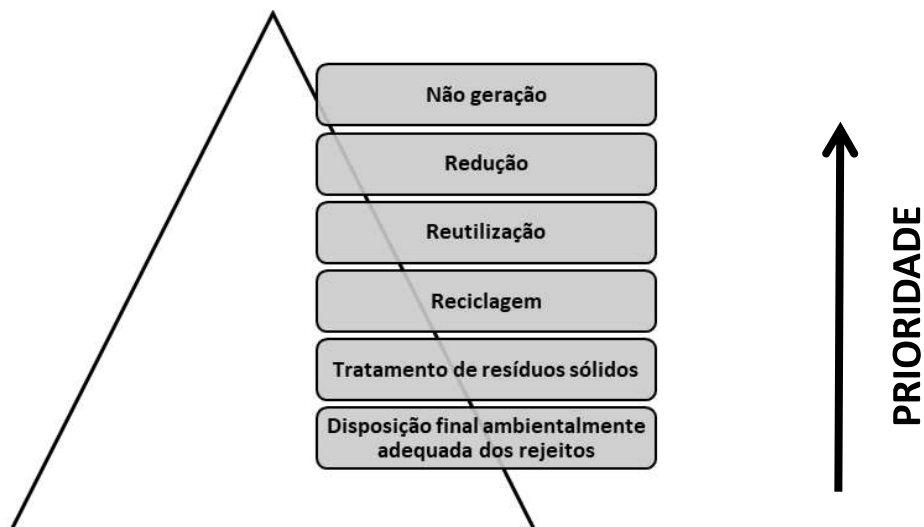 Não geração
Redução
Reutilização
Reciclagem
Tratamento de resíduos sólidos
Disposição final ambientalmente
adequada dos rejeitos
PRIORIDADE